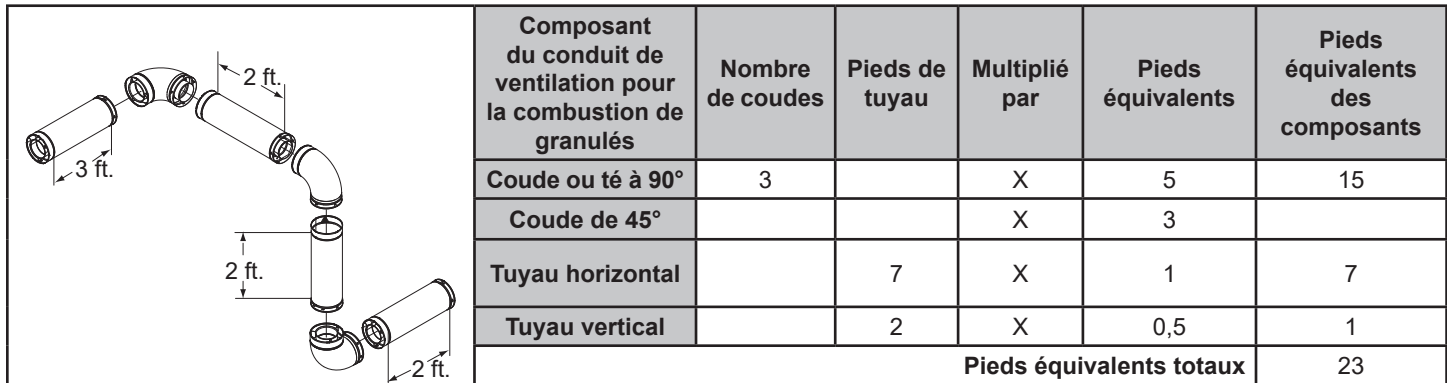 2 ft.
3 ft.
2 ft.
2 ft.
Composant
du conduit de
ventilation pour
la combustion de
granulés
Nombre
de coudes
Pieds de
tuyau
Multiplié
par
Pieds
équivalents
Pieds
équivalents
des
composants
Coude ou té à 90° 3 X 5 15
Coude de 45° X 3
Tuyau horizontal 7 X 1 7
Tuyau vertical 2 X 0,5 1
Pieds équivalents totaux 23